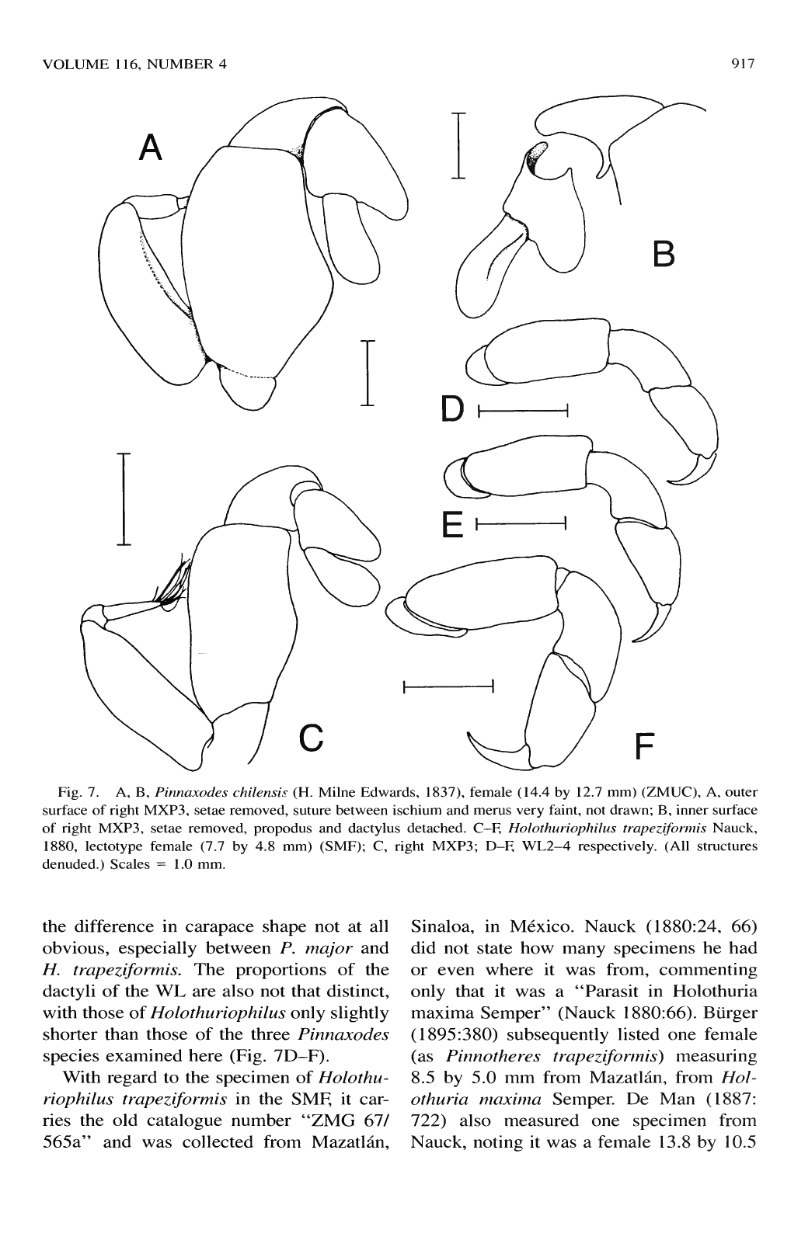 VOLUME 116, NUMBER 4
917
A
B
D
E
C
F
Fig. 7. A, B, Pinnaxodes chilensis (H. Milne Edwards, 1837), female (14.4 by 12.7 mm) (ZMUC), A, outer
surface of right MXP3, setae removed, suture between ischium and merus very faint, not drawn; B, inner surface
of right MXP3, setae removed, propodus and dactylus detached. C–F, Holothuriophilus trapeziformis Nauck,
1880, lectotype female (7.7 by 4.8 mm) (SMF); C, right MXP3; D–F, WL2–4 respectively. (All structures
denuded.) Scales = 1.0 mm.
the difference in carapace shape not at all
obvious, especially between P. major and
H. trapeziformis. The proportions of the
dactyli of the WL are also not that distinct,
with those of Holothuriophilus only slightly
shorter than those of the three Pinnaxodes
species examined here (Fig. 7D–F).
With regard to the specimen of Holothu-
riophilus trapeziformis in the SMF, it car-
ries the old catalogue number “ZMG 67/
565a” and was collected from Mazatlán,
Sinaloa, in México. Nauck (1880:24, 66)
did not state how many specimens he had
or even where it was from, commenting
only that it was a “Parasit in Holothuria
maxima Semper” (Nauck 1880:66). Bürger
(1895:380) subsequently listed one female
(as Pinnotheres trapeziformis) measuring
8.5 by 5.0 mm from Mazatlán, from Hol-
othuria maxima Semper. De Man (1887:
722) also measured one specimen from
Nauck, noting it was a female 13.8 by 10.5